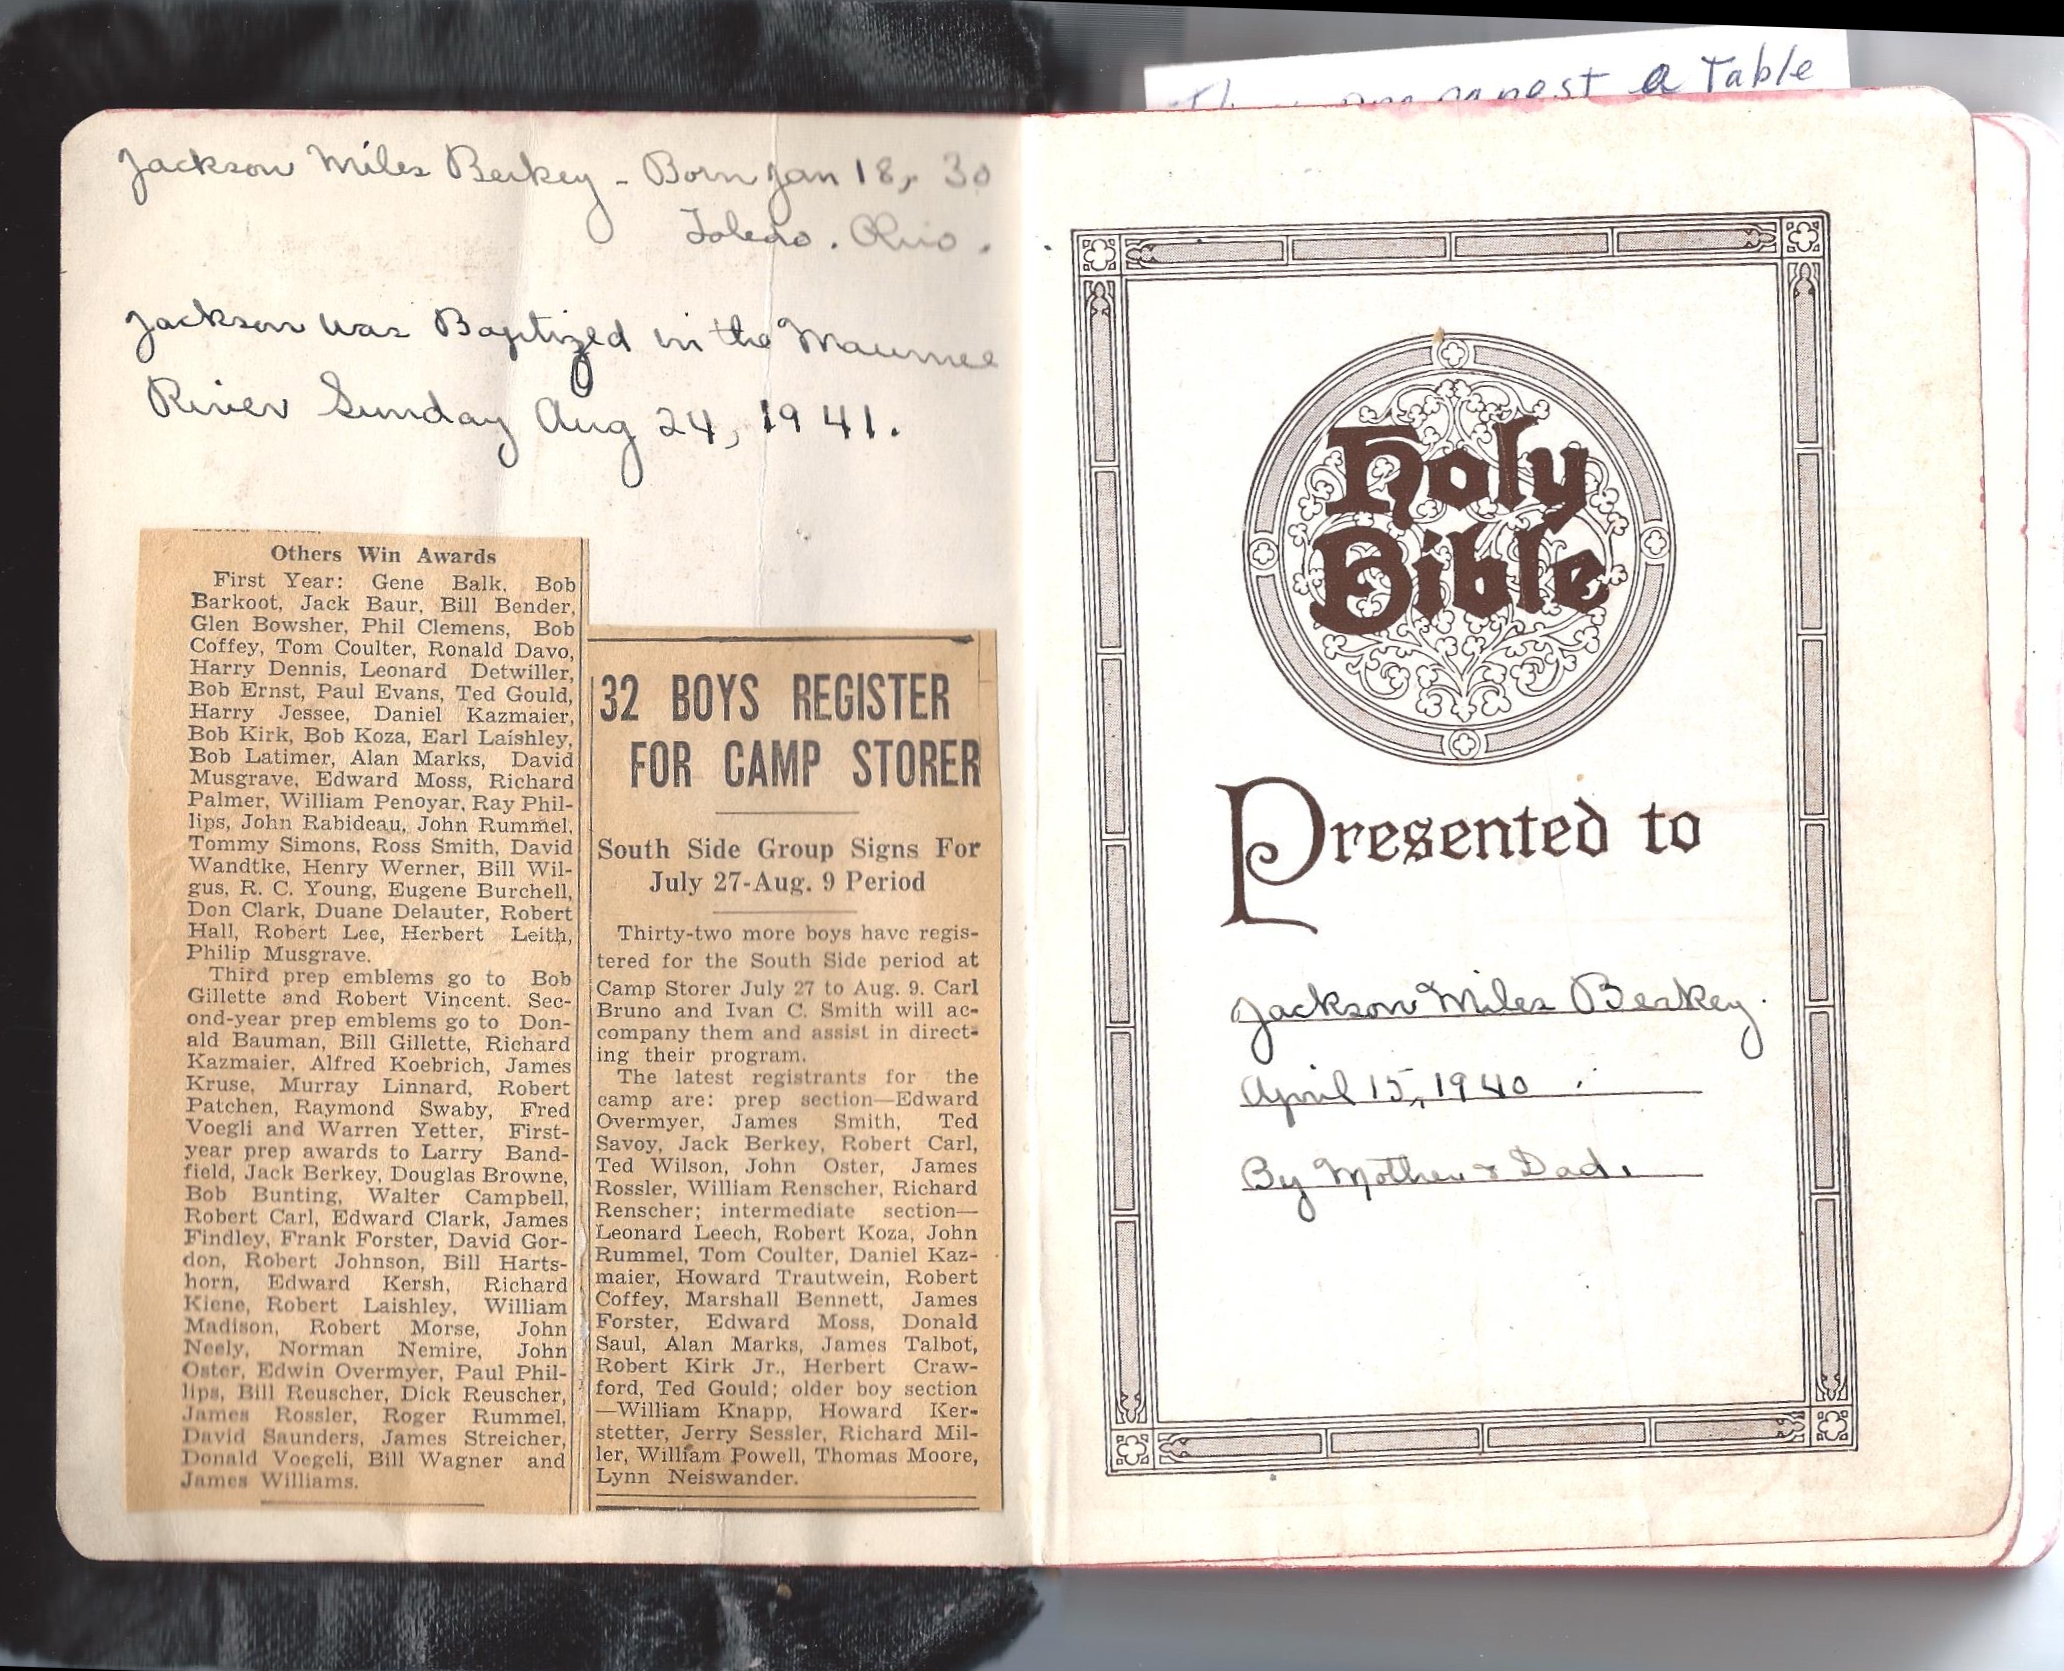 Jackson Miles Berkey - Born Jan 18, 30
Toledo. Ohio.
Jackson was Baptized in the Maumee
River Sunday Aug 24, 1941.
Others Win Awards
First Year: Gene Balk, Bob
Barkoot, Jack Baur, Bill Bender,
Glen Bowsher, Phil Clemens, Bob
Coffey, Tom Coulter, Ronald Davo,
Harry Dennis, Leonard Detwiller,
Bob Ernst, Paul Evans, Ted Gould,
Harry Jessee, Daniel Kazmaier,
Bob Kirk, Bob Koza, Earl Laishley,
Bob Latimer, Alan Marks, David
Musgrave, Edward Moss, Richard
Palmer, William Penoyar, Ray Phil-
lips, John Rabideau, John Rummel,
Tommy Simons, Ross Smith, David
Wandtke, Henry Werner, Bill Wil-
gus, R. C. Young, Eugene Burchell,
Don Clark, Duane Delauter, Robert
Hall, Robert Lee, Herbert Leith,
Philip Musgrave.
Third prep emblems go to Bob
Gillette and Robert Vincent. Sec-
ond-year prep emblems go to Don-
ald Bauman, Bill Gillette, Richard
Kazmaier, Alfred Koebrich, James
Kruse, Murray Linnard, Robert
Patchen, Raymond Swaby, Fred
Voegli and Warren Yetter, First-
year prep awards to Larry Band-
field, Jack Berkey, Douglas Browne,
Bob Bunting, Walter Campbell,
Robert Carl, Edward Clark, James
Findley, Frank Forster, David Gor-
don, Robert Johnson, Bill Harts-
horn, Edward Kersh, Richard
Kiene, Robert Laishley, William
Madison, Robert Morse, John
Neely, Norman Nemire, John
Oster, Edwin Overmyer, Paul Phil-
lips, Bill Reuscher, Dick Reuscher,
James Rossler, Roger Rummel,
David Saunders, James Streicher,
Donald Voegeli, Bill Wagner and
James Williams.
32 BOYS REGISTER
FOR CAMP STORER
South Side Group Signs For
July 27-Aug. 9 Period
Thirty-two more boys have regis-
tered for the South Side period at
Camp Storer July 27 to Aug. 9. Carl
Bruno and Ivan C. Smith will ac-
company them and assist in direct-
ing their program.
The latest registrants for the
camp are: prep section—Edward
Overmyer, James Smith, Ted
Savoy, Jack Berkey, Robert Carl,
Ted Wilson, John Oster, James
Rossler, William Renscher, Richard
Renscher; intermediate section—
Leonard Leech, Robert Koza, John
Rummel, Tom Coulter, Daniel Kaz-
maier, Howard Trautwein, Robert
Coffey, Marshall Bennett, James
Forster, Edward Moss, Donald
Saul, Alan Marks, James Talbot,
Robert Kirk Jr., Herbert Craw-
ford, Ted Gould; older boy section
—William Knapp, Howard Ker-
stetter, Jerry Sessler, Richard Mil-
ler, William Powell, Thomas Moore,
Lynn Neiswander.
a Table
Holy
Bible
Presented to
Jackson Miles Berkey.
April 15, 1940
By Mother & Dad.